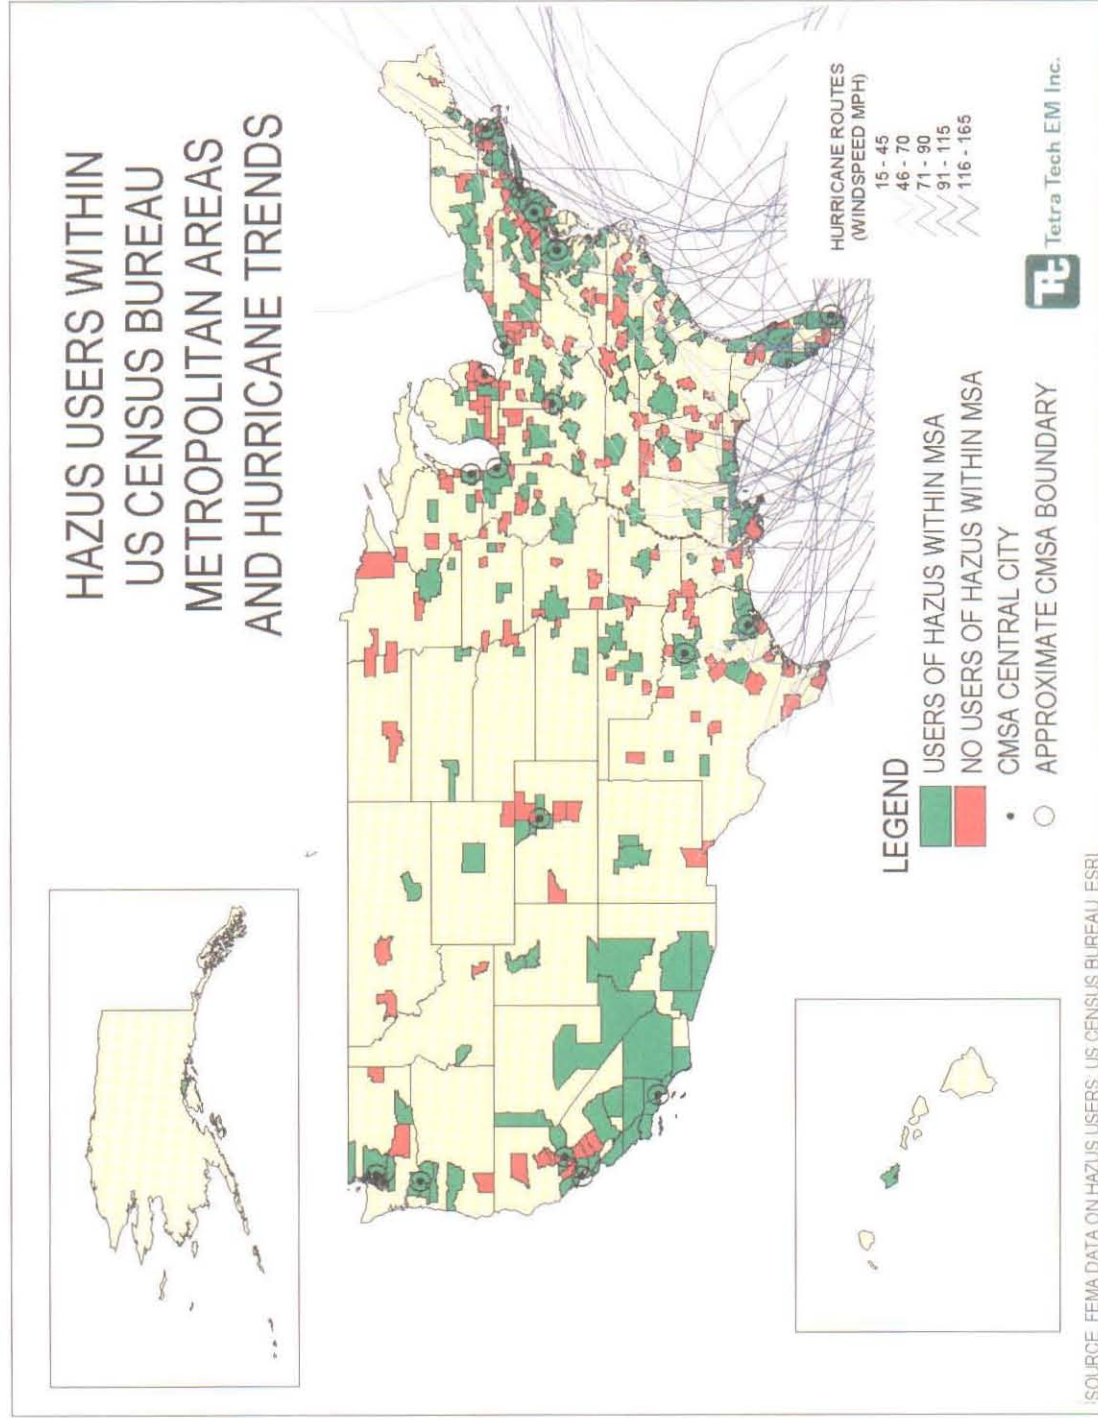 HAZUS USERS WITHIN
US CENSUS BUREAU
METROPOLITAN AREAS
AND HURRICANE TRENDS
HURRICANE ROUTES
(WINDSPEED MPH)
15 - 45
46 - 70
71 - 90
91 - 115
116 - 165
LEGEND
USERS OF HAZUS WITHIN MSA
NO USERS OF HAZUS WITHIN MSA
CMSA CENTRAL CITY
APPROXIMATE CMSA BOUNDARY
Tt Tetra Tech EM Inc.
SOURCE: FEMA DATA ON HAZUS USERS; US CENSUS BUREAU, ESRI